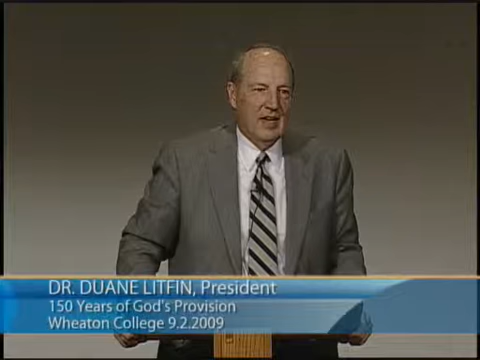 DR. DUANE LITFIN, President
150 Years of God's Provision
Wheaton College 9.2.2009